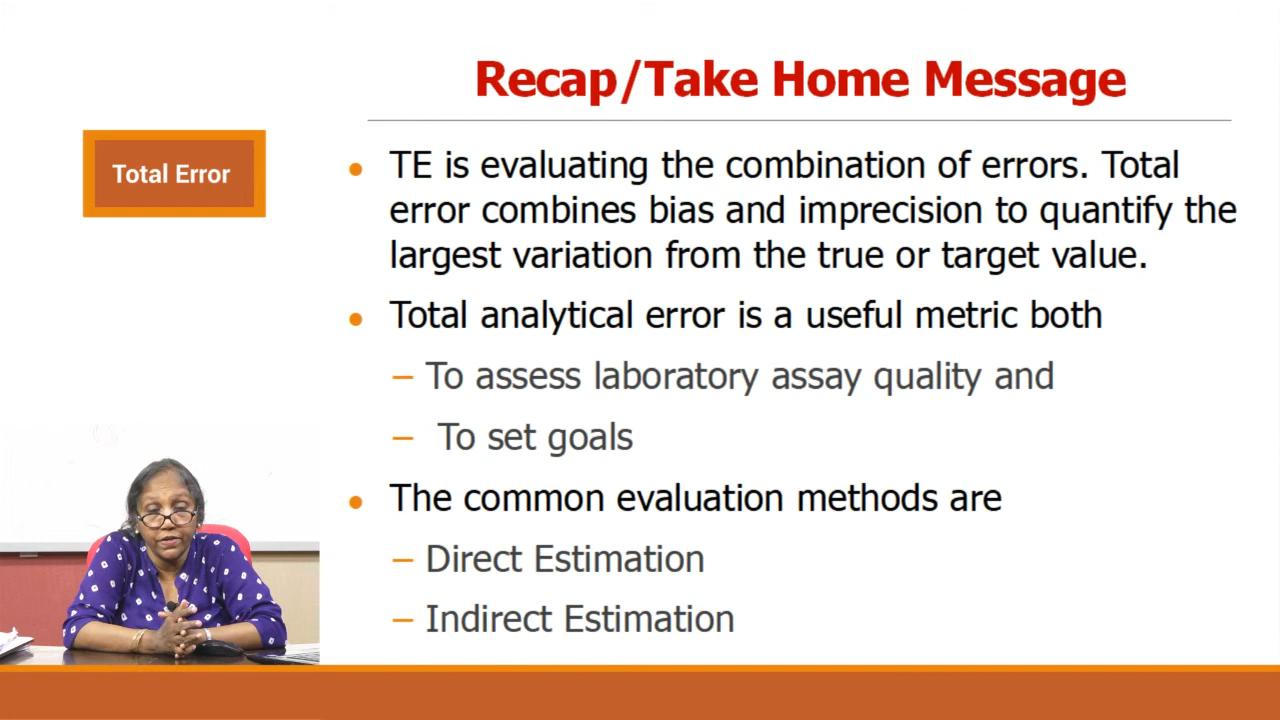 Recap/Take Home Message
Total Error
• TE is evaluating the combination of errors. Total
error combines bias and imprecision to quantify the
largest variation from the true or target value.
• Total analytical error is a useful metric both
– To assess laboratory assay quality and
– To set goals
• The common evaluation methods are
– Direct Estimation
– Indirect Estimation